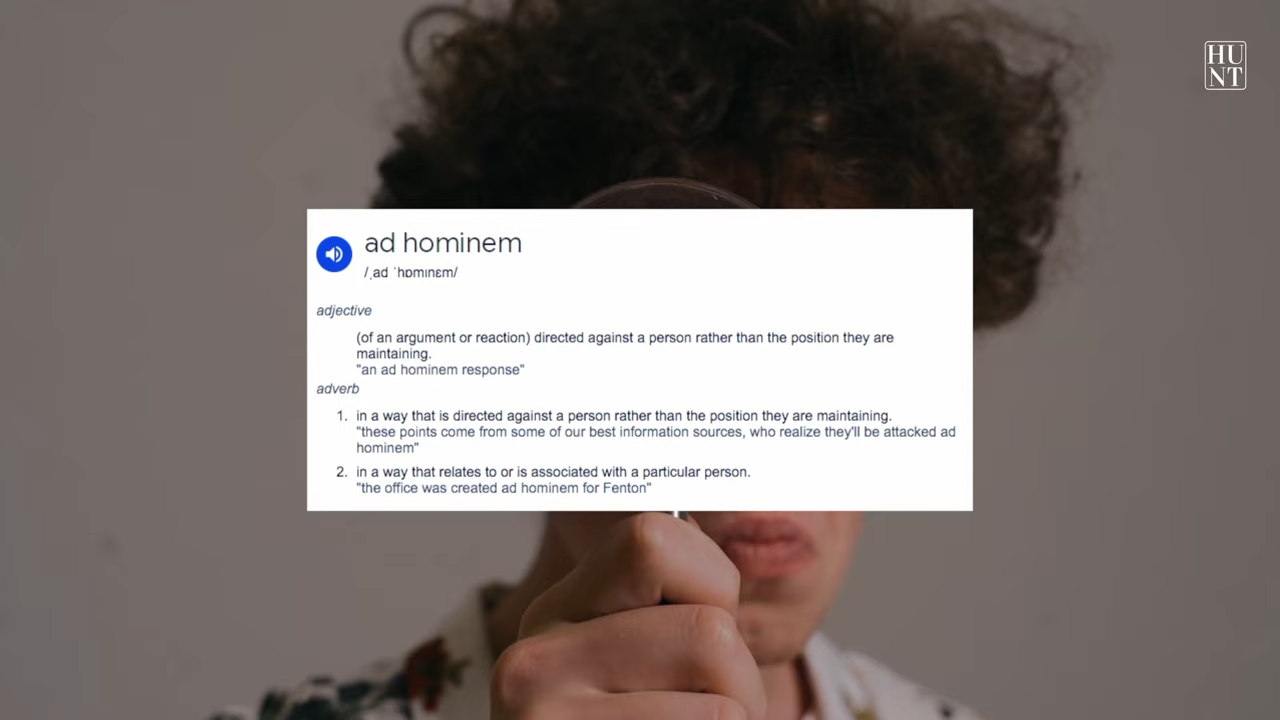 HU
NT
ad hominem
/ˌad ˈhɒmɪnɛm/
adjective
(of an argument or reaction) directed against a person rather than the position they are
maintaining.
"an ad hominem response"
adverb
1. in a way that is directed against a person rather than the position they are maintaining.
"these points come from some of our best information sources, who realize they'll be attacked ad
hominem"
2. in a way that relates to or is associated with a particular person.
"the office was created ad hominem for Fenton"